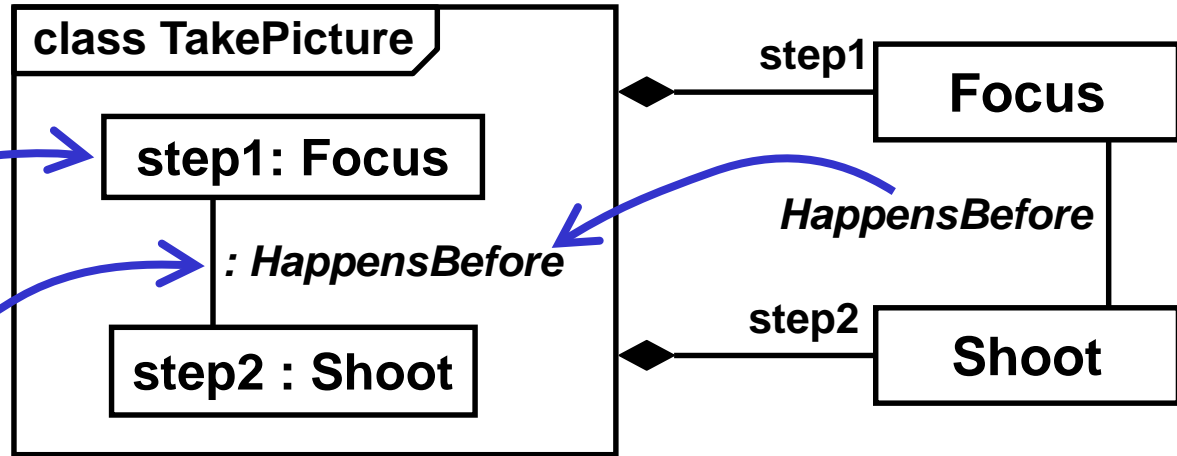 class TakePicture
step1: Focus
: HappensBefore
step2 : Shoot
step1
Focus
HappensBefore
step2
Shoot